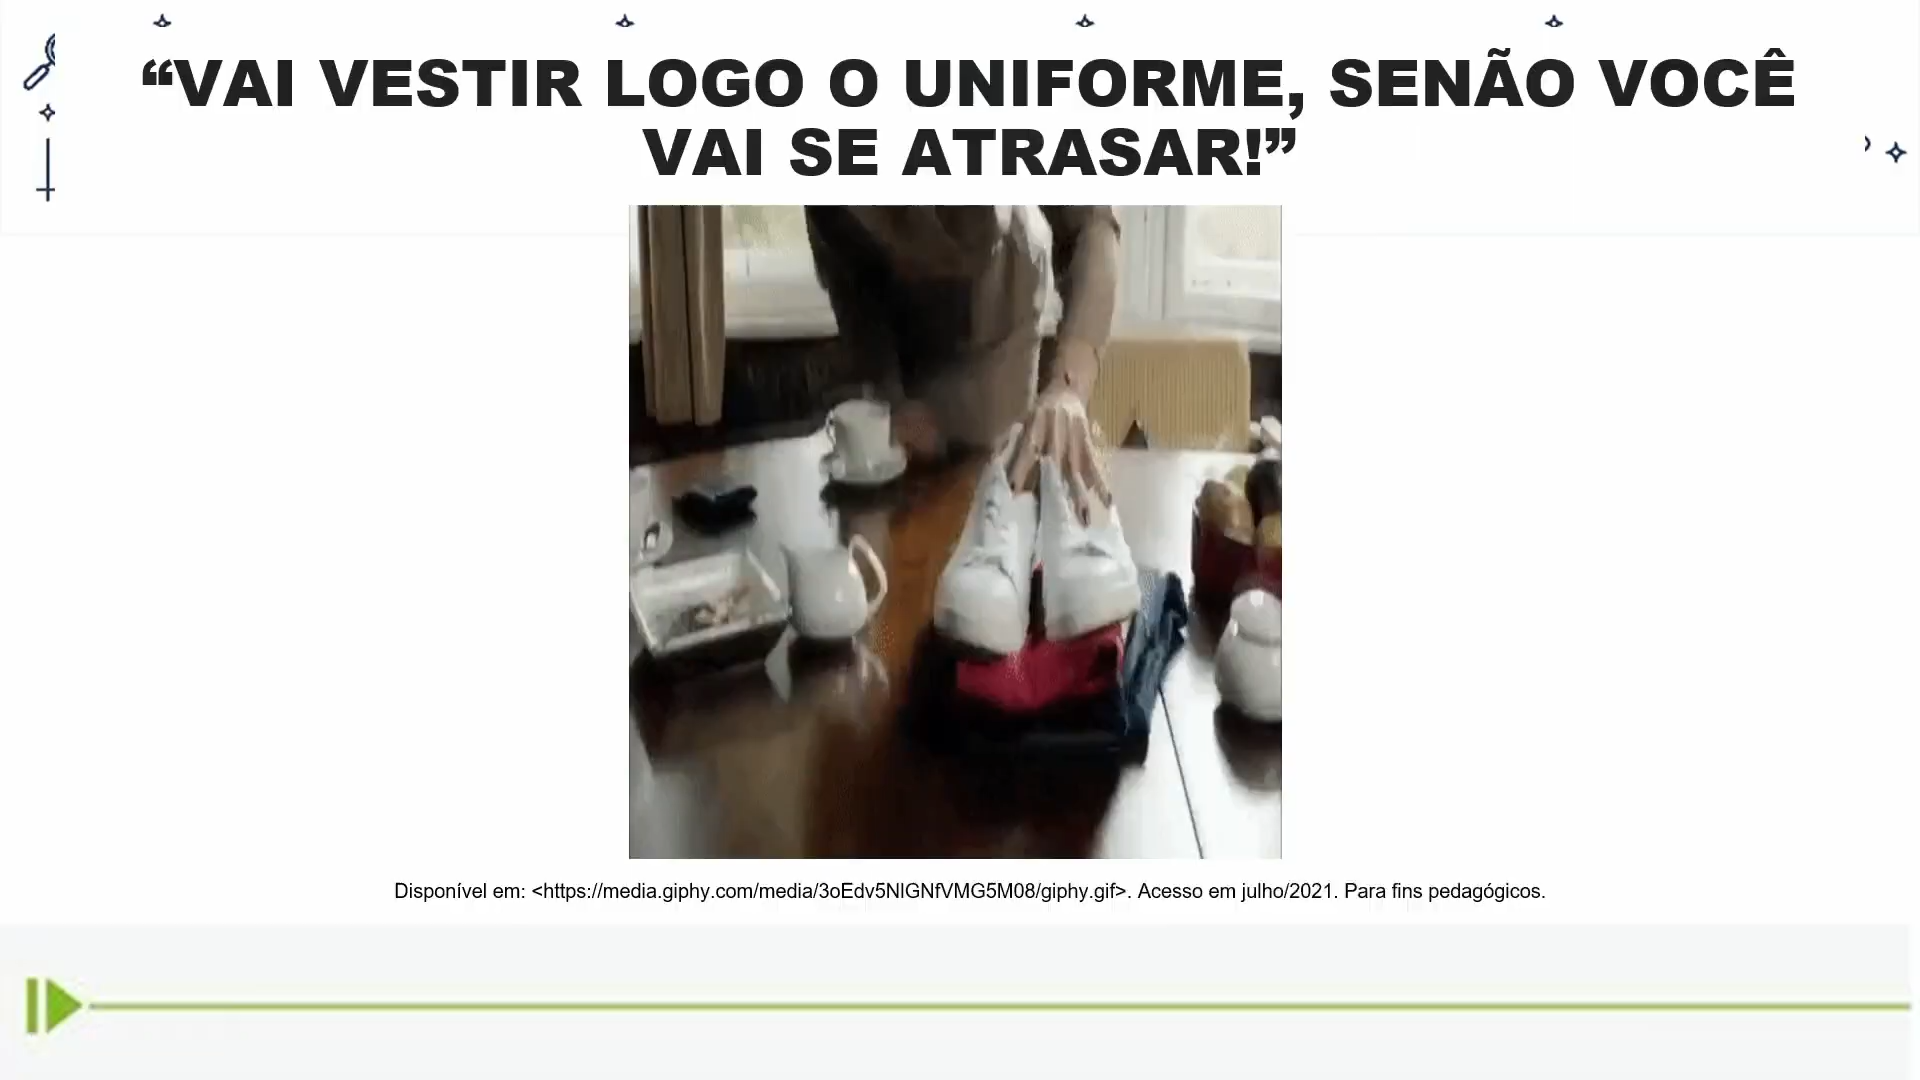 “VAI VESTIR LOGO O UNIFORME, SENÃO VOCÊ
VAI SE ATRASAR!”
Disponível em: <https://media.giphy.com/media/3oEdv5NlGNfVMG5M08/giphy.gif>. Acesso em julho/2021. Para fins pedagógicos.